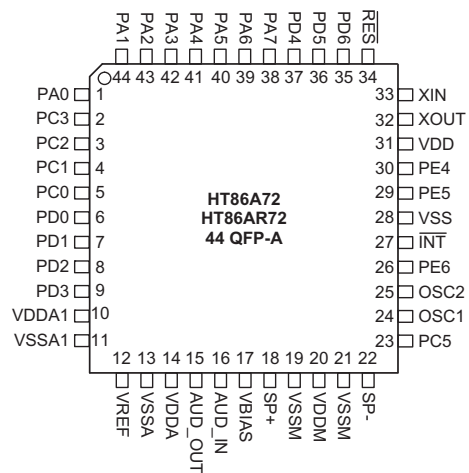 PA1 PA2 PA3 PA4 PA5 PA6 PA7 PD4 PD5 PD6 RES
44 43 42 41 40 39 38 37 36 35 34
PA0 1
PC3 2
PC2 3
PC1 4
PC0 5
PD0 6
PD1 7
PD2 8
PD3 9
VDDA1 10
VSSA1 11
HT86A72
HT86AR72
44 QFP-A
33 XIN
32 XOUT
31 VDD
30 PE4
29 PE5
28 VSS
27 INT
26 PE6
25 OSC2
24 OSC1
23 PC5
12 13 14 15 16 17 18 19 20 21 22
VREF VSSA VDDA AUD_OUT AUD_IN VBIAS SP+ VSSM VDDM VSSM SP-